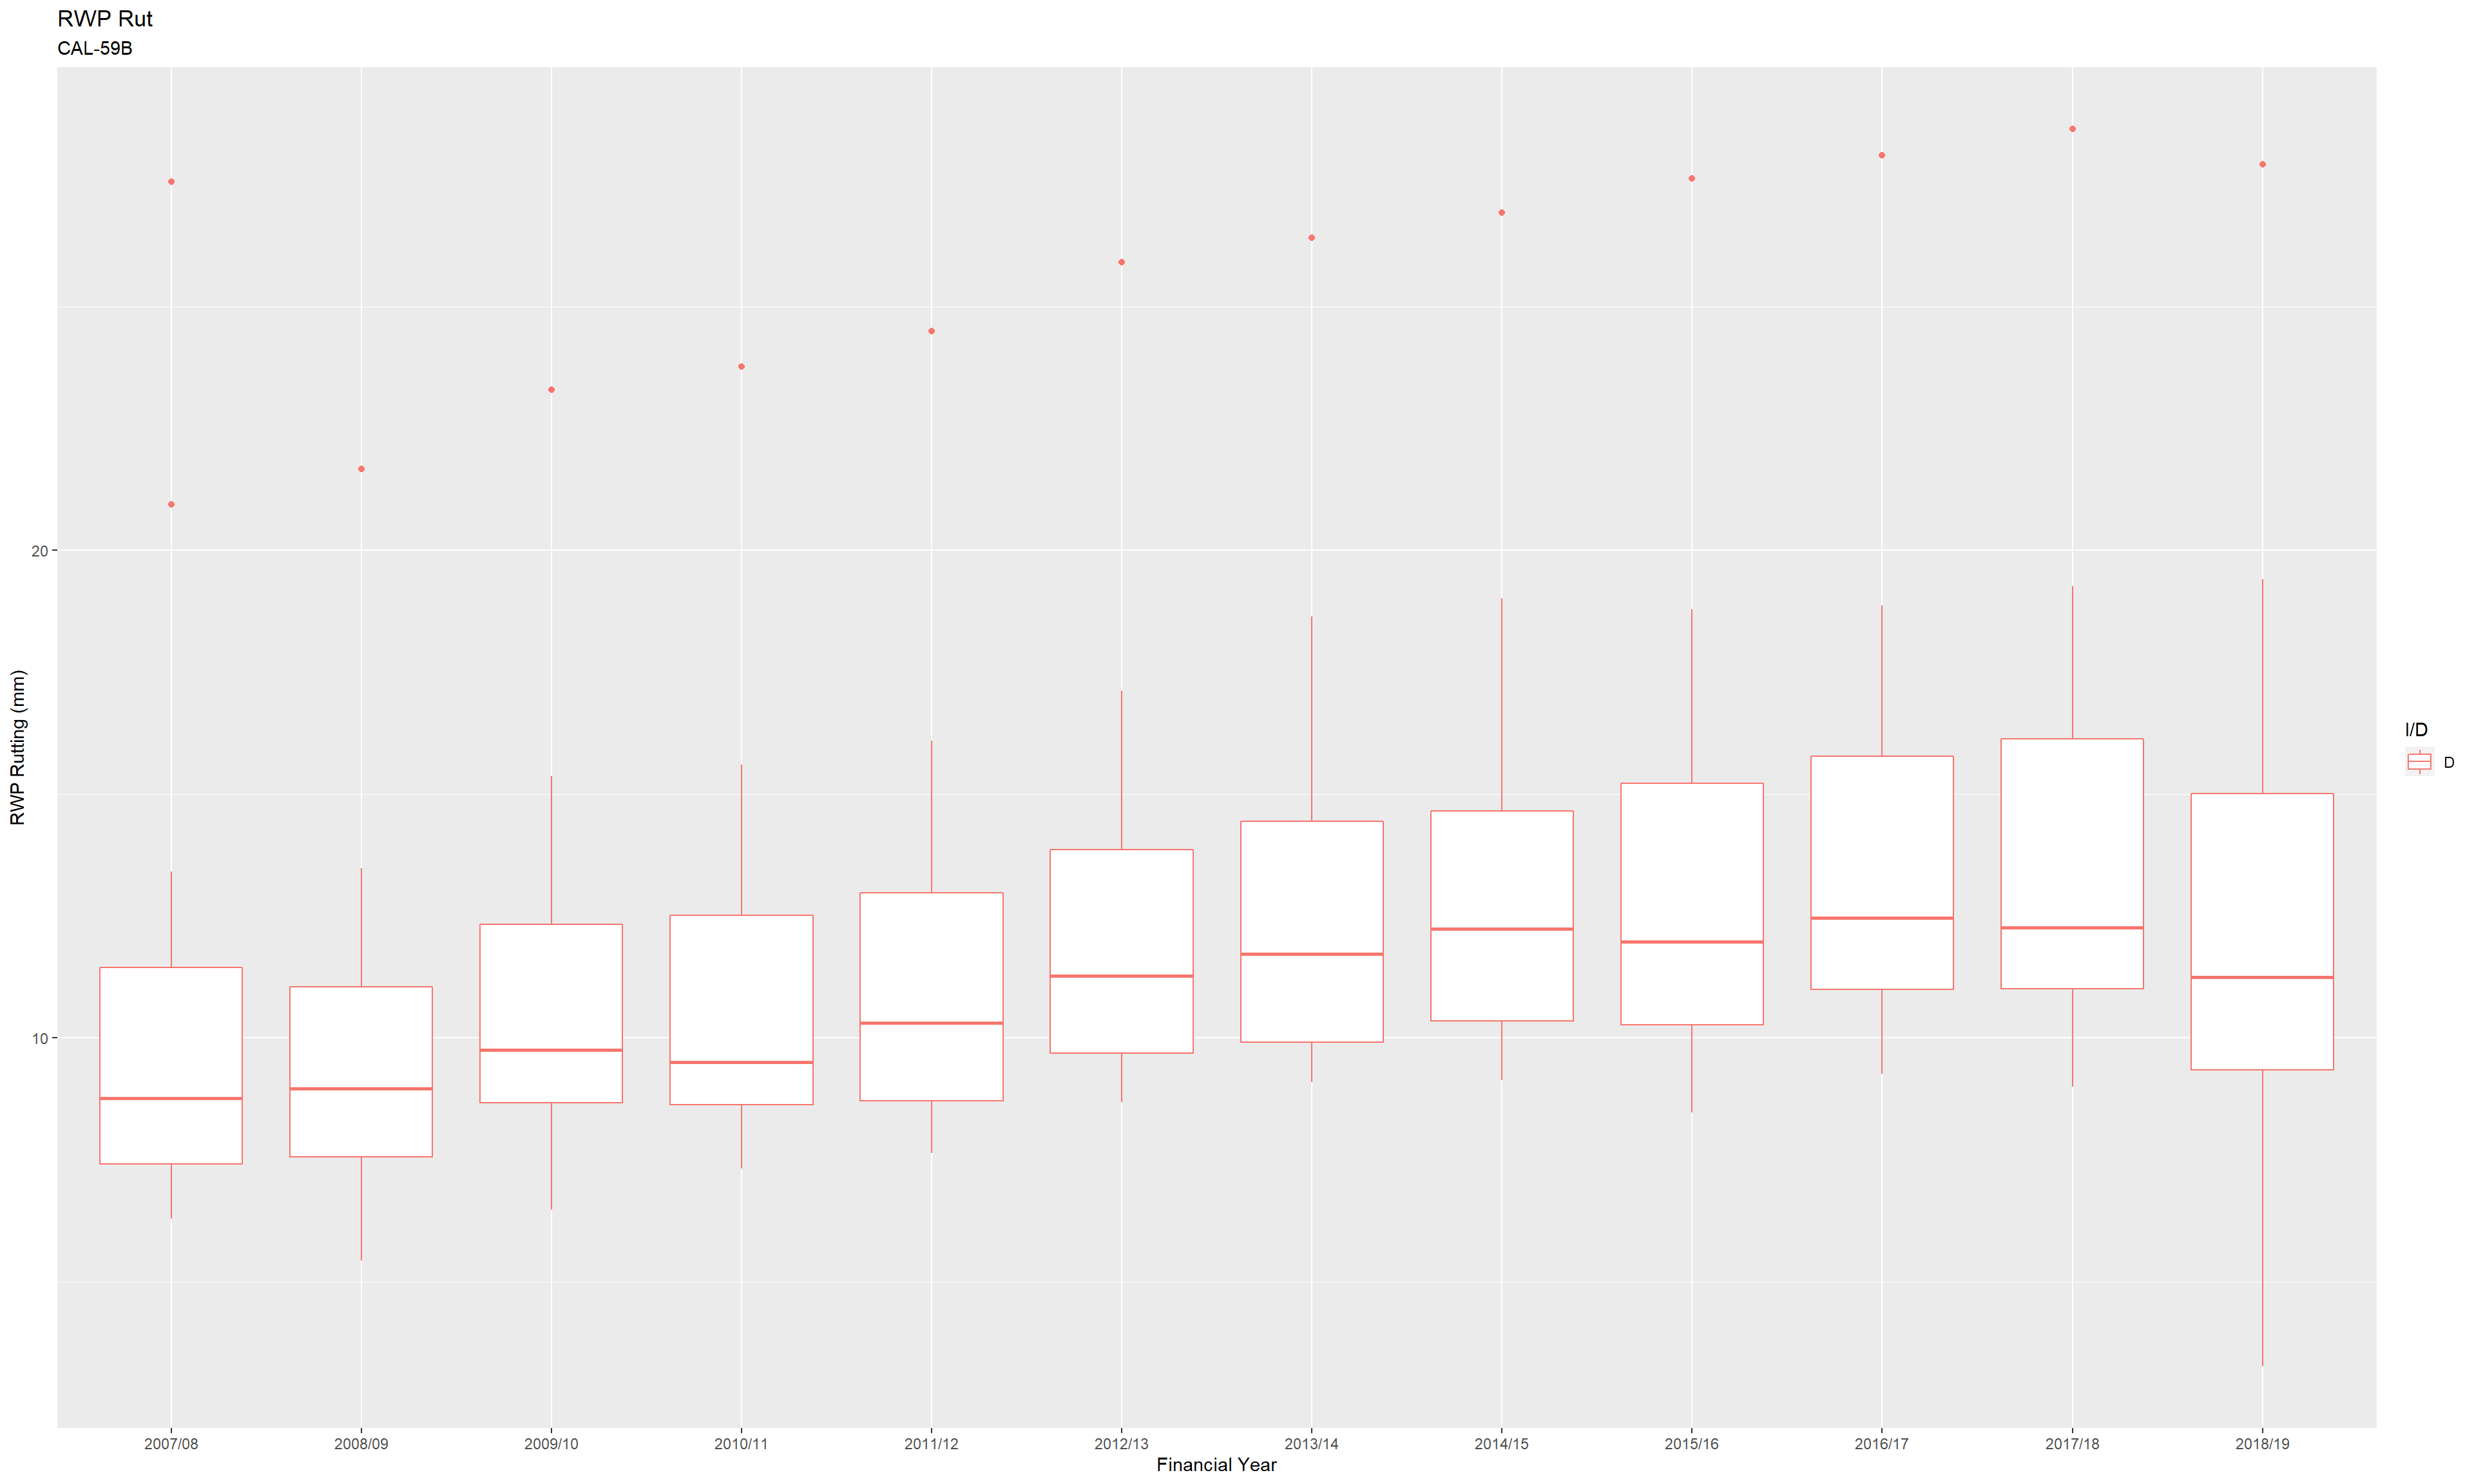 RWP Rut
CAL-59B
RWP Rutting (mm)
20
10
2007/08 2008/09 2009/10 2010/11 2011/12 2012/13 2013/14 2014/15 2015/16 2016/17 2017/18 2018/19
Financial Year
I/D
D